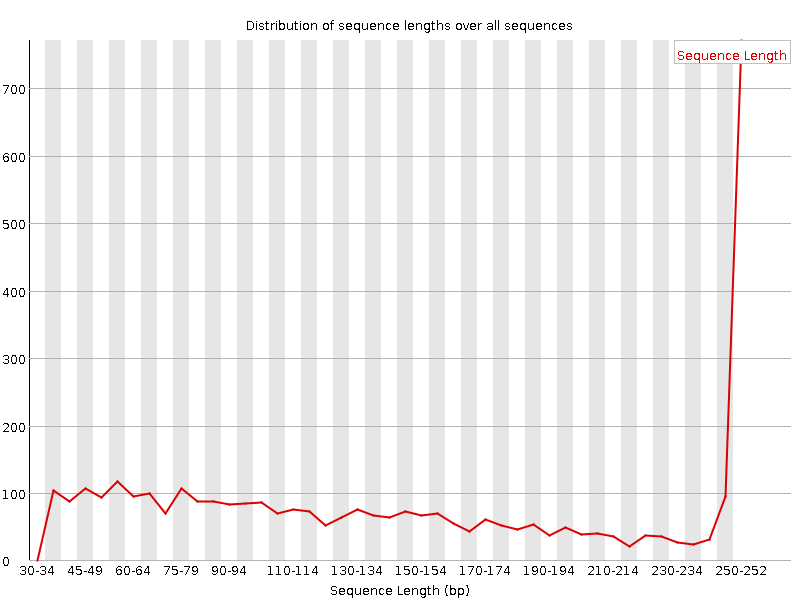 Distribution of sequence lengths over all sequences
Sequence Length
700
600
500
400
300
200
100
0
30-34 45-49 60-64 75-79 90-94 110-114 130-134 150-154 170-174 190-194 210-214 230-234 250-252
Sequence Length (bp)